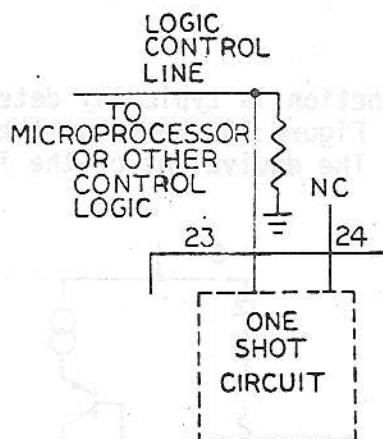 LOGIC
CONTROL
LINE
TO
MICROPROCESSOR
OR OTHER
CONTROL
LOGIC
NC
23
24
ONE
SHOT
CIRCUIT